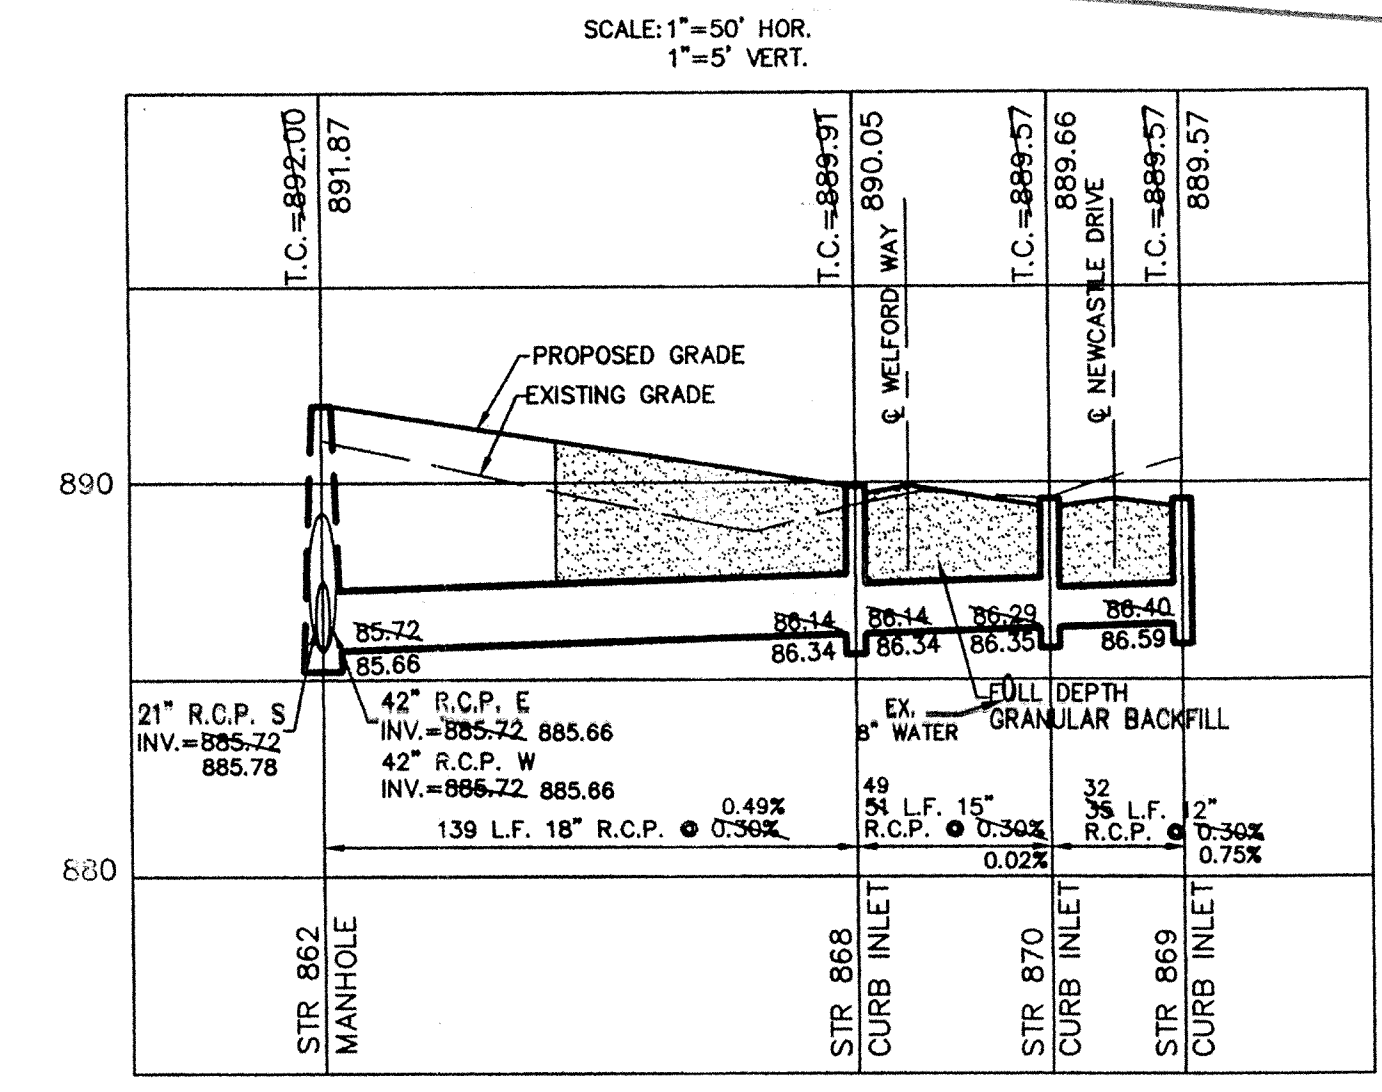 SCALE: 1"=50' HOR.
1"=5' VERT.
T.C.=892.00
891.87
T.C.=889.91
890.05
T.C.=889.57
889.66
T.C.=889.57
889.57
℄ WELFORD WAY
℄ NEWCASTLE DRIVE
PROPOSED GRADE
EXISTING GRADE
890
85.72
85.66
86.14
86.34
86.14
86.34
86.29
86.35
86.40
86.59
21" R.C.P. S
INV.=885.72
885.78
42" R.C.P. E
INV.=885.72 885.66
42" R.C.P. W
INV.=885.72 885.66
EX.
8" WATER
FULL DEPTH
GRANULAR BACKFILL
0.49%
139 L.F. 18" R.C.P. @ 0.30%
49
51 L.F. 15"
R.C.P. @ 0.30%
0.02%
32
35 L.F. 12"
R.C.P. @ 0.30%
0.75%
880
STR 862
MANHOLE
STR 868
CURB INLET
STR 870
CURB INLET
STR 869
CURB INLET